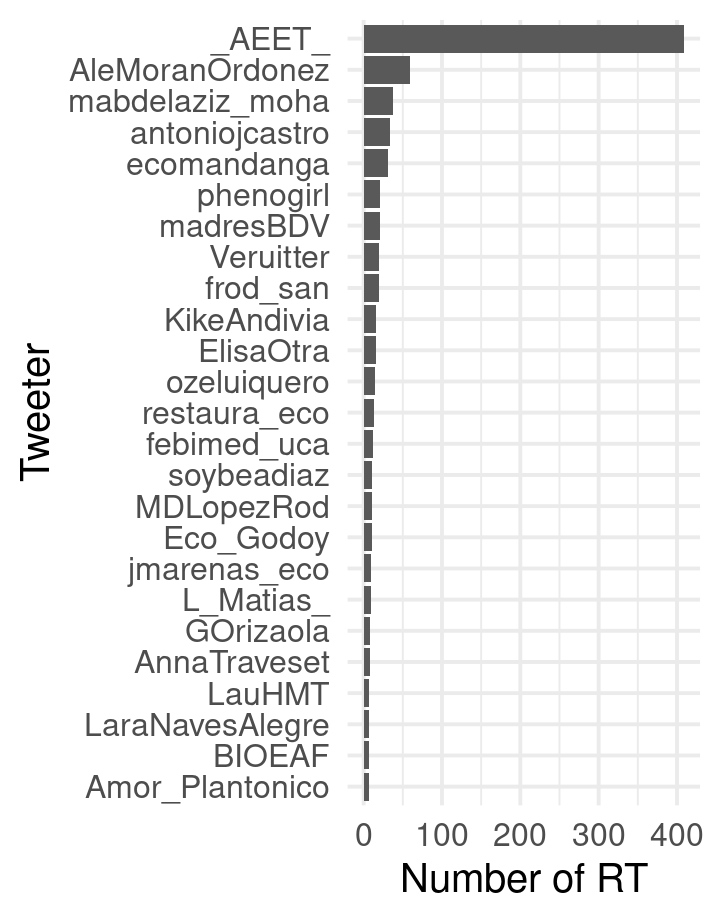 _AEET_
AleMoranOrdonez
mabdelaziz_moha
antoniojcastro
ecomandanga
phenogirl
madresBDV
Veruitter
frod_san
KikeAndivia
ElisaOtra
ozeluiquero
restaura_eco
febimed_uca
soybeadiaz
MDLopezRod
Eco_Godoy
jmarenas_eco
L_Matias_
GOrizaola
AnnaTraveset
LauHMT
LaraNavesAlegre
BIOEAF
Amor_Plantonico
Tweeter
0 100 200 300 400
Number of RT